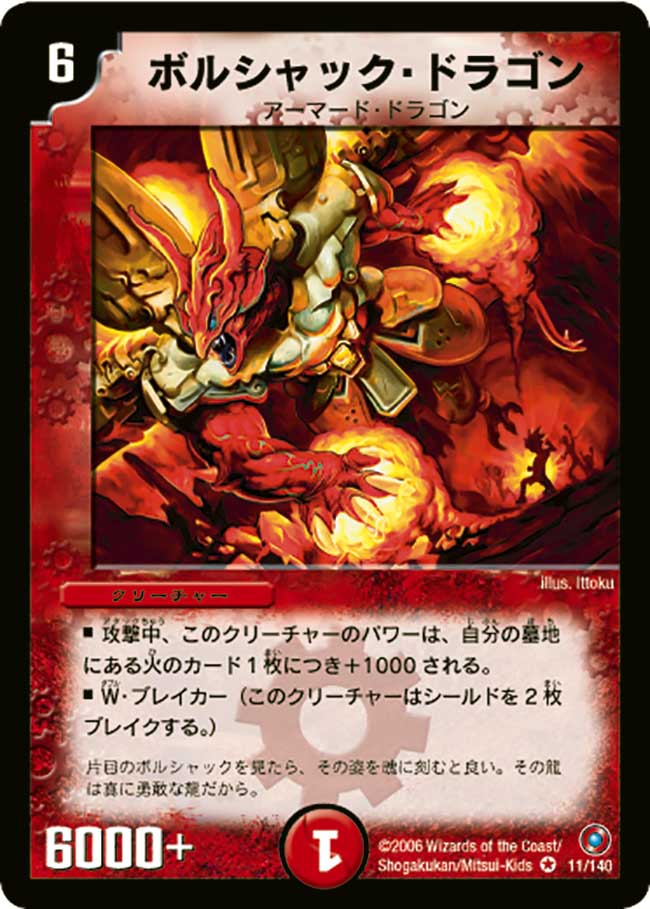 6
ボルシャック・ドラゴン
アーマード・ドラゴン
illus. Ittoku
クリーチャー
■ 攻撃中、このクリーチャーのパワーは、自分の墓地
にある火のカード1枚につき+1000される。
■ W・ブレイカー(このクリーチャーはシールドを2枚
ブレイクする。)
片目のボルシャックを見たら、その姿を魂に刻むと良い。その龍
は真に勇敢な龍だから。
6000+
1
©2006 Wizards of the Coast/
Shogakukan/Mitsui-Kids
11/140